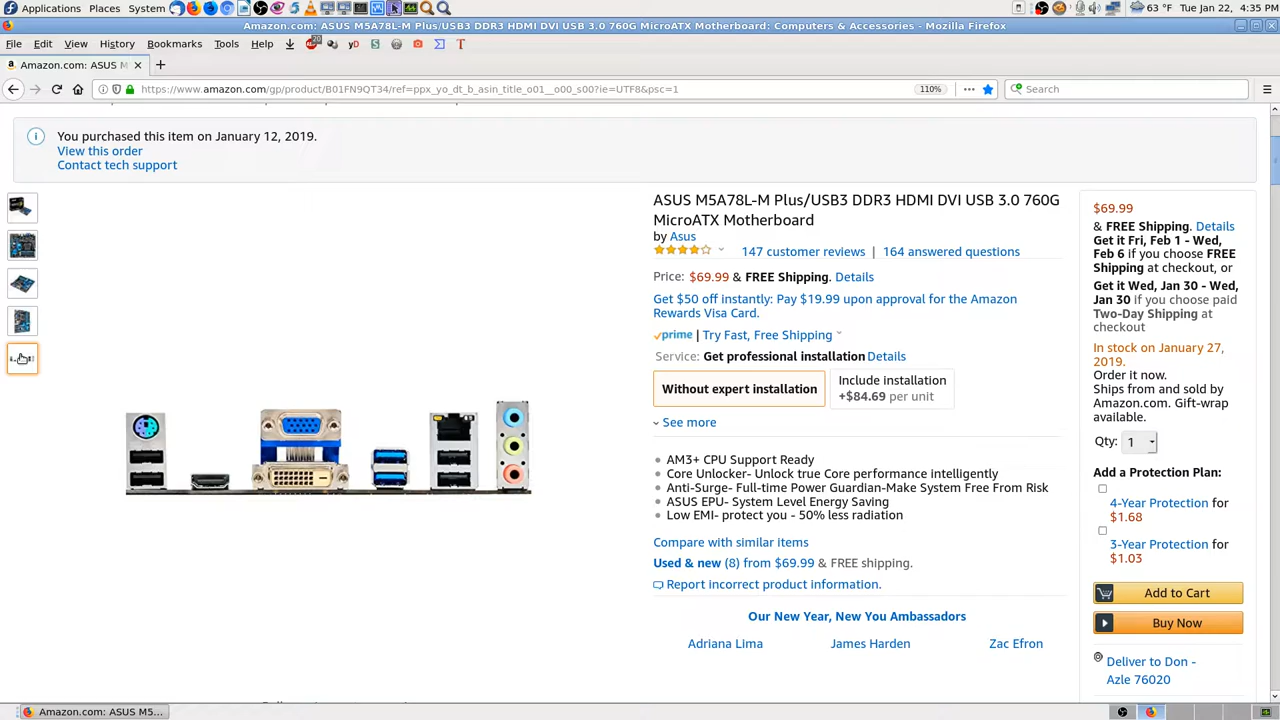 Applications Places System 63 °F Tue Jan 22, 4:35 PM
Amazon.com: ASUS M5A78L-M Plus/USB3 DDR3 HDMI DVI USB 3.0 760G MicroATX Motherboard: Computers & Accessories - Mozilla Firefox
File Edit View History Bookmarks Tools Help
Amazon.com: ASUS M
https://www.amazon.com/gp/product/B01FN9QT34/ref=ppx_yo_dt_b_asin_title_o01__o00_s00?ie=UTF8&psc=1 110% Search
You purchased this item on January 12, 2019.
View this order
Contact tech support
ASUS M5A78L-M Plus/USB3 DDR3 HDMI DVI USB 3.0 760G
MicroATX Motherboard
by Asus
147 customer reviews | 164 answered questions
Price: $69.99 & FREE Shipping. Details
Get $50 off instantly: Pay $19.99 upon approval for the Amazon
Rewards Visa Card.
prime | Try Fast, Free Shipping
Service: Get professional installation Details
Without expert installation
Include installation
+$84.69 per unit
See more
AM3+ CPU Support Ready
Core Unlocker- Unlock true Core performance intelligently
Anti-Surge- Full-time Power Guardian-Make System Free From Risk
ASUS EPU- System Level Energy Saving
Low EMI- protect you - 50% less radiation
Compare with similar items
Used & new (8) from $69.99 & FREE shipping.
Report incorrect product information.
Our New Year, New You Ambassadors
Adriana Lima James Harden Zac Efron
$69.99
& FREE Shipping. Details
Get it Fri, Feb 1 - Wed,
Feb 6 if you choose FREE
Shipping at checkout, or
Get it Wed, Jan 30 - Wed,
Jan 30 if you choose paid
Two-Day Shipping at
checkout
In stock on January 27,
2019.
Order it now.
Ships from and sold by
Amazon.com. Gift-wrap
available.
Qty: 1
Add a Protection Plan:
4-Year Protection for
$1.68
3-Year Protection for
$1.03
Add to Cart
Buy Now
Deliver to Don -
Azle 76020
Amazon.com: ASUS M5...